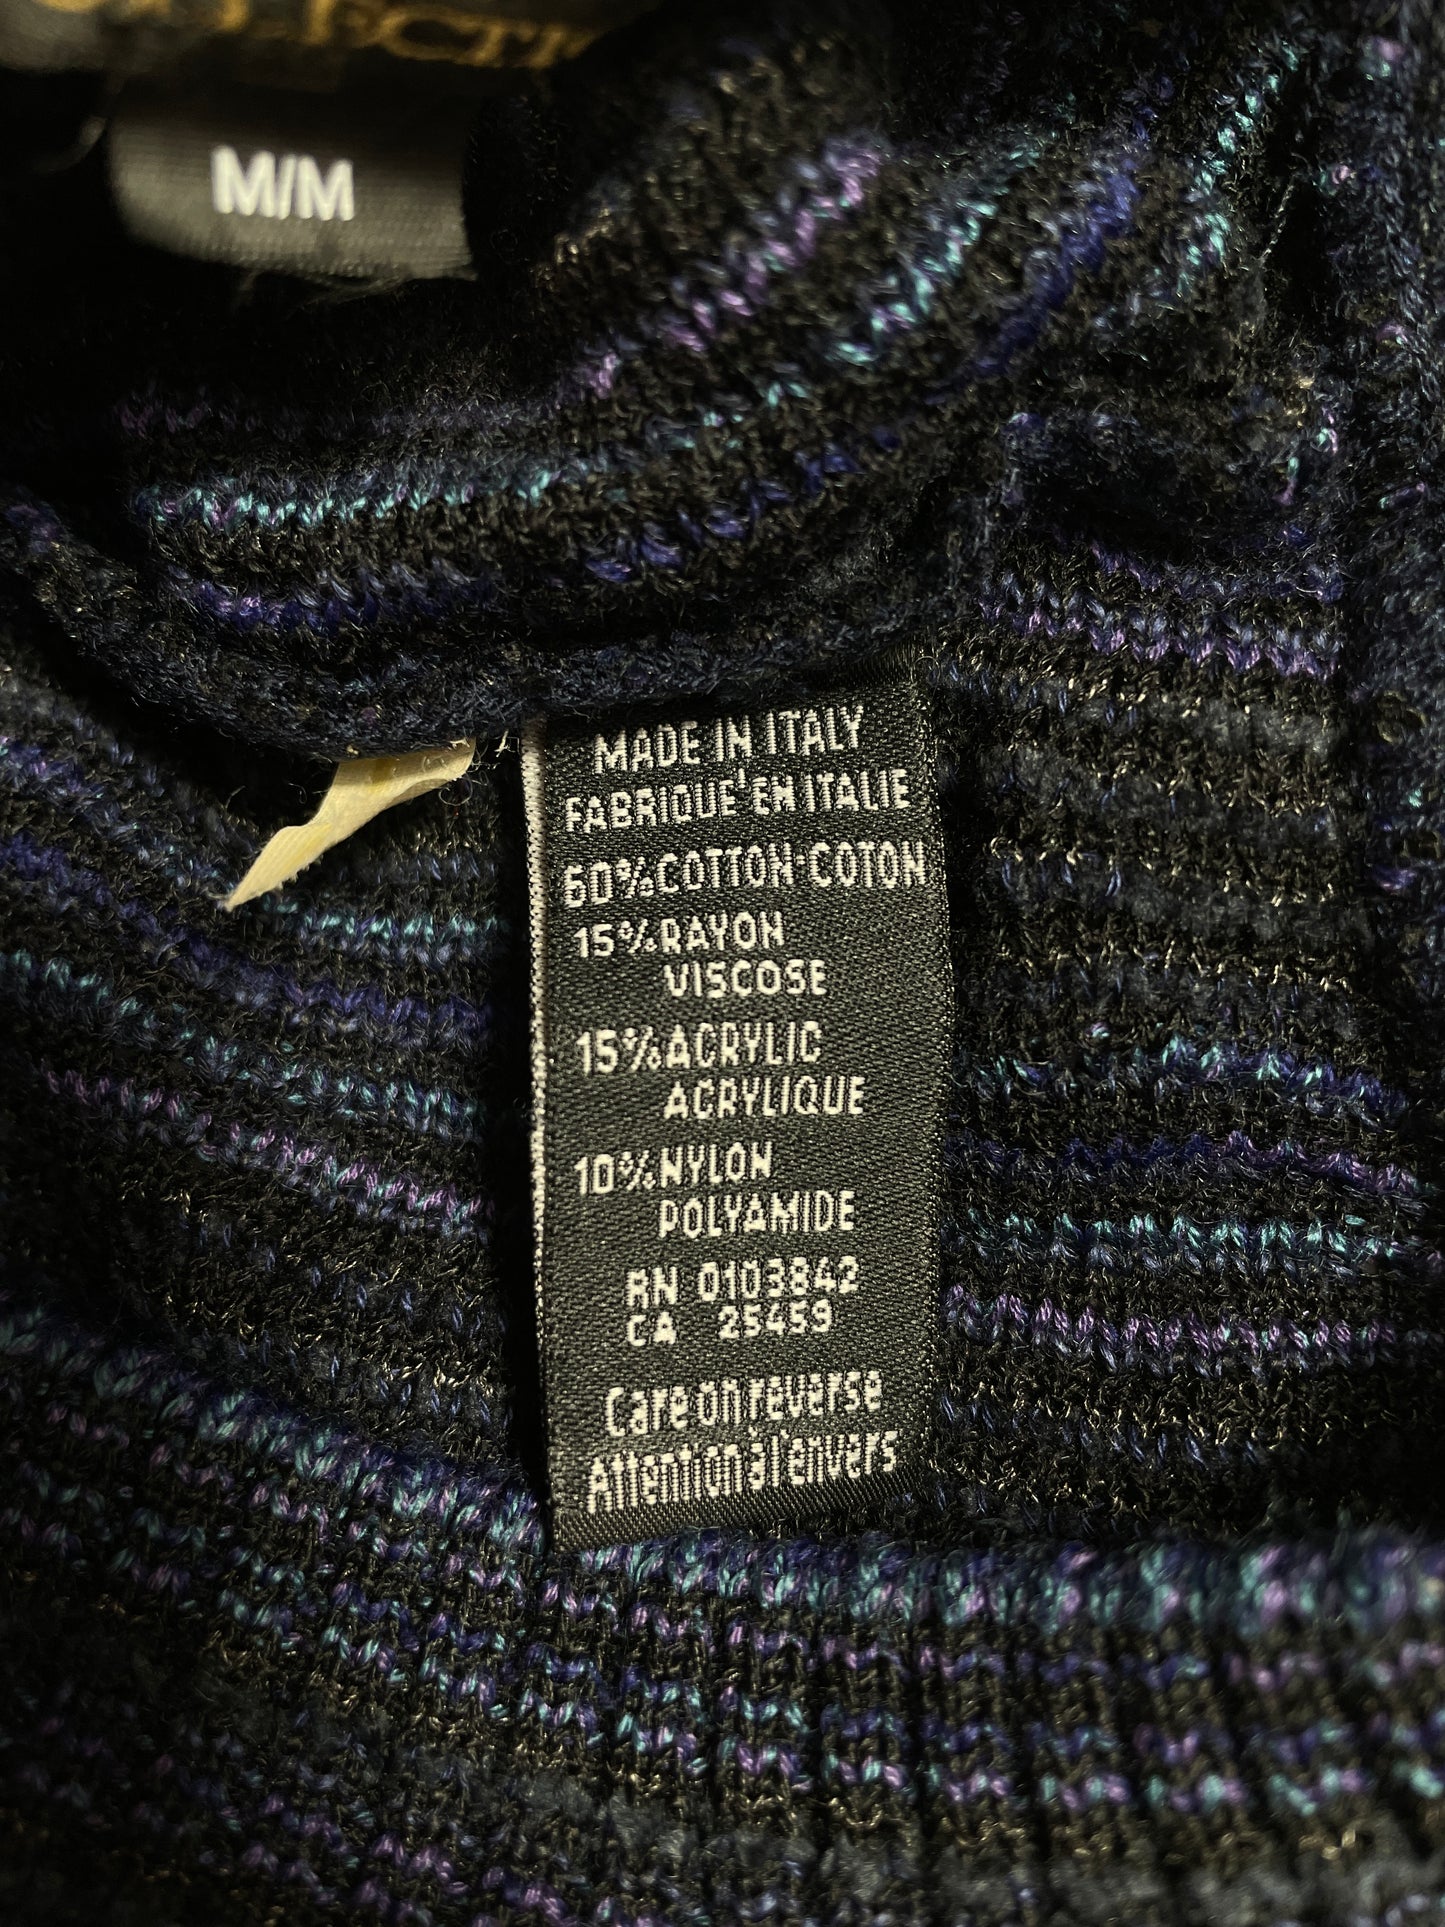 M/M
MADE IN ITALY
FABRIQUE'EN ITALIE
60% COTTON-COTON
15% RAYON
VISCOSE
15% ACRYLIC
ACRYLIQUE
10% NYLON
POLYAMIDE
RN 0103842
CA 25459
Care on reverse
Attention à l'envers